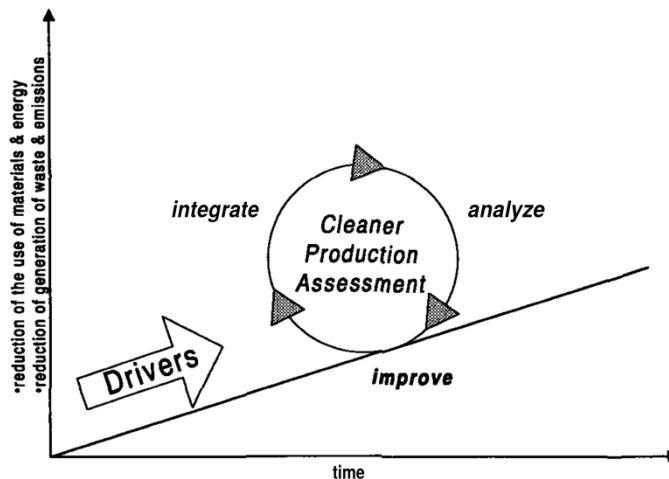 *reduction of the use of materials & energy
*reduction of generation of waste & emissions
integrate
analyze
Cleaner
Production
Assessment
Drivers
improve
time